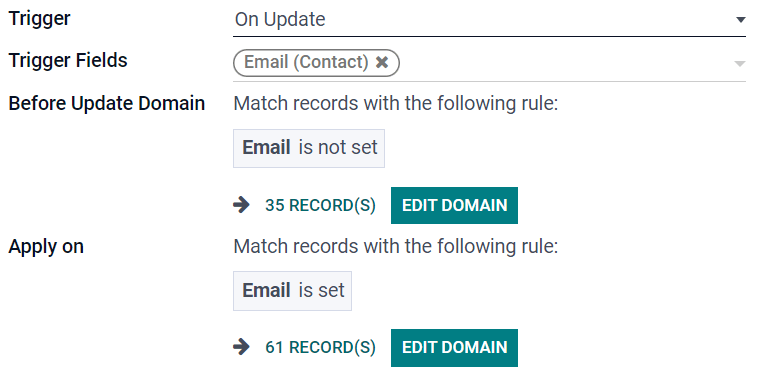 Trigger On Update
Trigger Fields Email (Contact) ✖
Before Update Domain Match records with the following rule:
Email is not set
➔ 35 RECORD(S) EDIT DOMAIN
Apply on Match records with the following rule:
Email is set
➔ 61 RECORD(S) EDIT DOMAIN